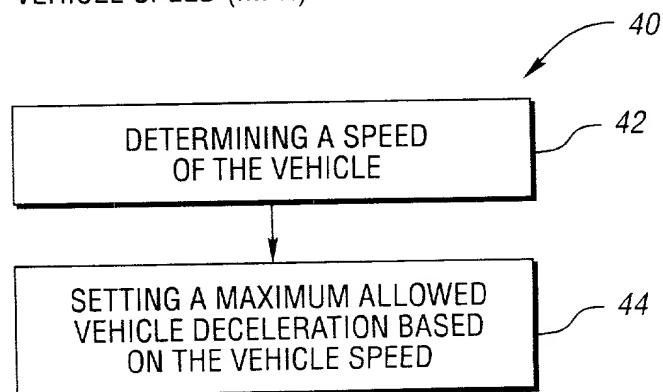 40
DETERMINING A SPEED
OF THE VEHICLE
42
SETTING A MAXIMUM ALLOWED
VEHICLE DECELERATION BASED
ON THE VEHICLE SPEED
44